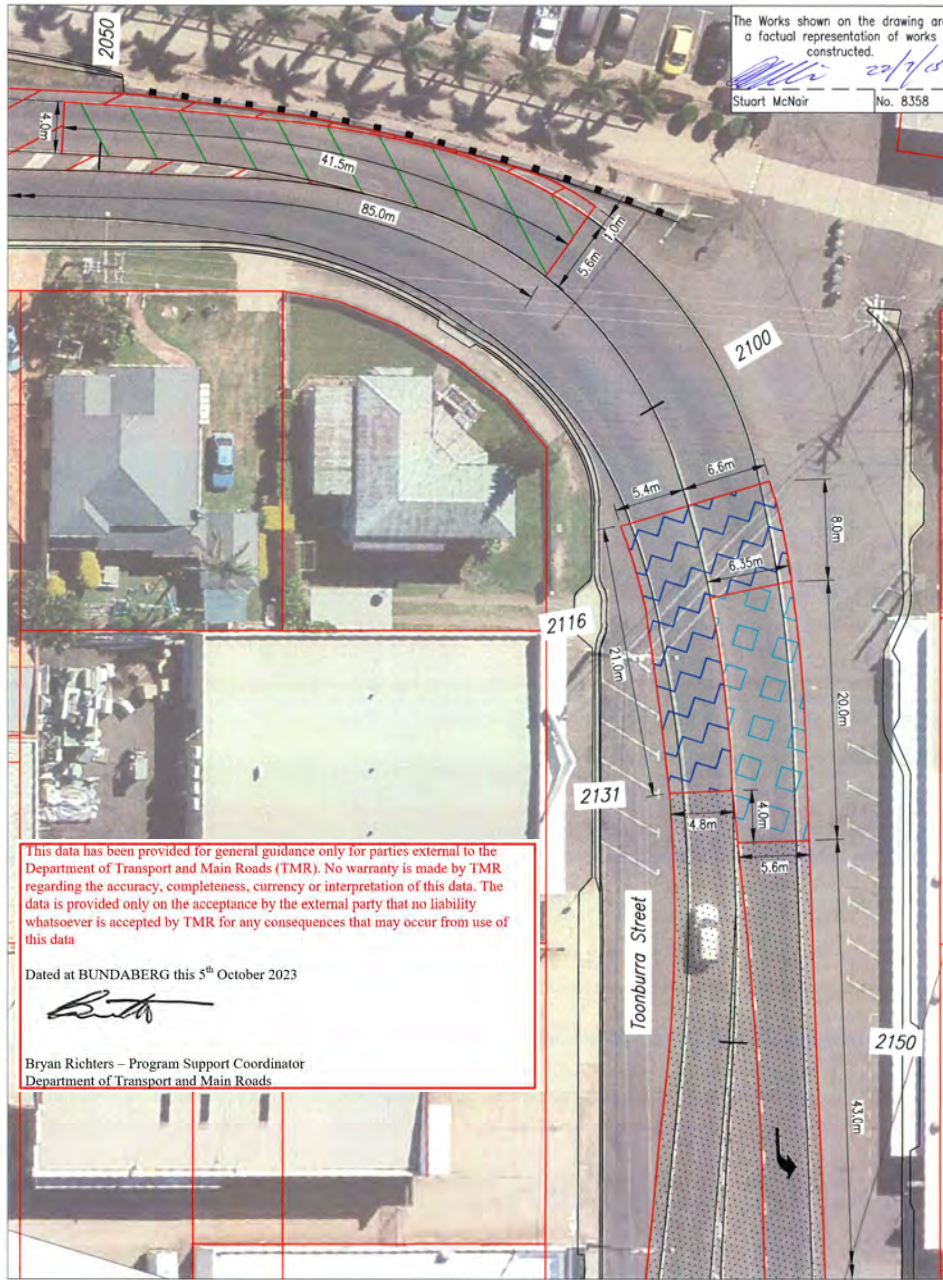 The Works shown on the drawing are
a factual representation of works
constructed.
22/7/15
Stuart McNair
No. 8358
2050
4.0m
41.5m
85.0m
1.0m
5.6m
2100
5.4m
6.6m
8.0m
6.35m
2116
21.0m
20.0m
2131
4.8m
4.0m
5.6m
Toonburra Street
2150
43.0m
This data has been provided for general guidance only for parties external to the
Department of Transport and Main Roads (TMR). No warranty is made by TMR
regarding the accuracy, completeness, currency or interpretation of this data. The
data is provided only on the acceptance by the external party that no liability
whatsoever is accepted by TMR for any consequences that may occur from use of
this data
Dated at BUNDABERG this 5th October 2023
Bryan Richters – Program Support Coordinator
Department of Transport and Main Roads